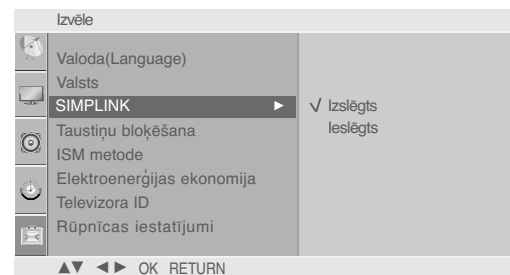 Izvēle
Valoda(Language)
Valsts
SIMPLINK ►
√ Izslēgts
Ieslēgts
Taustiņu bloķēšana
ISM metode
Elektroenerģijas ekonomija
Televizora ID
Rūpnīcas iestatījumi
▲▼ ◄► OK RETURN